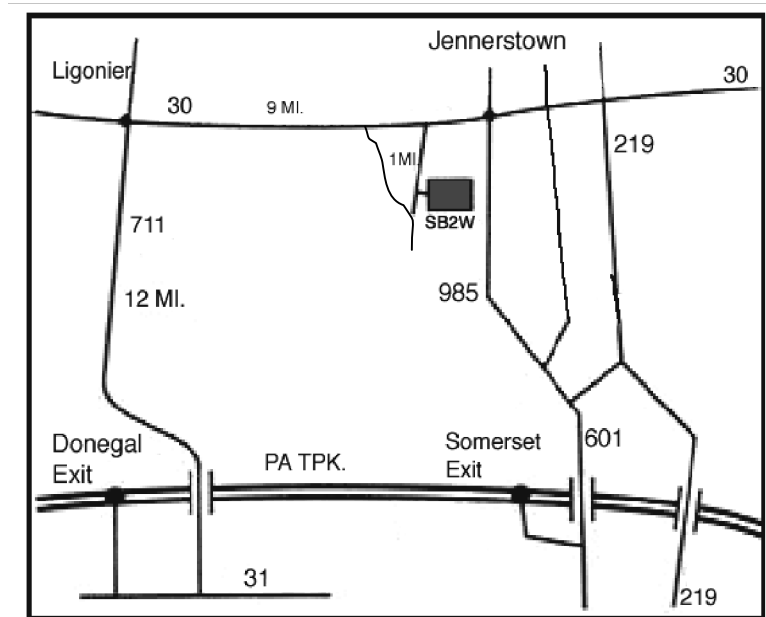 Jennerstown
Ligonier
30
30
9 MI.
219
1MI.
SB2W
711
985
12 MI.
Donegal
Exit
PA TPK.
Somerset
Exit
601
31
219